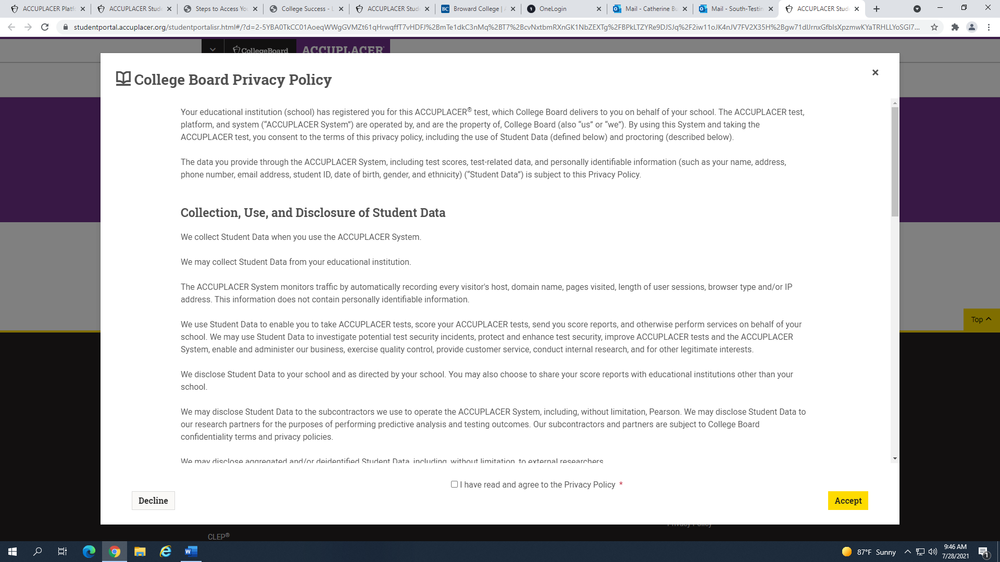 ACCUPLACER Platf
ACCUPLACER Stud
Steps to Access Yo
College Success - L
ACCUPLACER Stud
Broward College | A
OneLogin
Mail - Catherine Bu
Mail - South-Testin
ACCUPLACER Stud
CollegeBoard
ACCUPLACER
College Board Privacy Policy
Your educational institution (school) has registered you for this ACCUPLACER® test, which College Board delivers to you on behalf of your school. The ACCUPLACER test,
platform, and system (“ACCUPLACER System”) are operated by, and are the property of, College Board (also “us” or “we”). By using this System and taking the
ACCUPLACER test, you consent to the terms of this privacy policy, including the use of Student Data (defined below) and proctoring (described below).
The data you provide through the ACCUPLACER System, including test scores, test-related data, and personally identifiable information (such as your name, address,
phone number, email address, student ID, date of birth, gender, and ethnicity) (“Student Data”) is subject to this Privacy Policy.
Collection, Use, and Disclosure of Student Data
We collect Student Data when you use the ACCUPLACER System.
We may collect Student Data from your educational institution.
The ACCUPLACER System monitors traffic by automatically recording every visitor's host, domain name, pages visited, length of user sessions, browser type and/or IP
address. This information does not contain personally identifiable information.
We use Student Data to enable you to take ACCUPLACER tests, score your ACCUPLACER tests, send you score reports, and otherwise perform services on behalf of your
school. We may use Student Data to investigate potential test security incidents, protect and enhance test security, improve ACCUPLACER tests and the ACCUPLACER
System, enable and administer our business, exercise quality control, provide customer service, conduct internal research, and for other legitimate interests.
Top
We disclose Student Data to your school and as directed by your school. You may also choose to share your score reports with educational institutions other than your
school.
We may disclose Student Data to the subcontractors we use to operate the ACCUPLACER System, including, without limitation, Pearson. We may disclose Student Data to
our research partners for the purposes of performing predictive analysis and testing outcomes. Our subcontractors and partners are subject to College Board
confidentiality terms and privacy policies.
We may disclose aggregated and/or deidentified Student Data, including, without limitation, to external researchers
I have read and agree to the Privacy Policy *
Decline
Accept
Privacy Policy
CLEP®
87°F Sunny
9:46 AM
7/28/2021
1